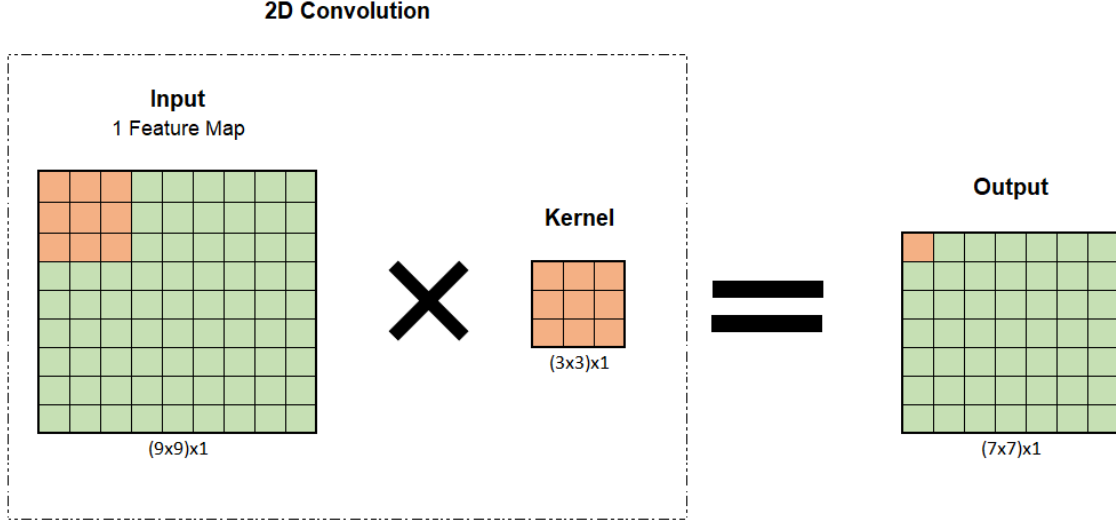 2D Convolution
Input
1 Feature Map
(9x9)x1
Kernel
(3x3)x1
Output
(7x7)x1